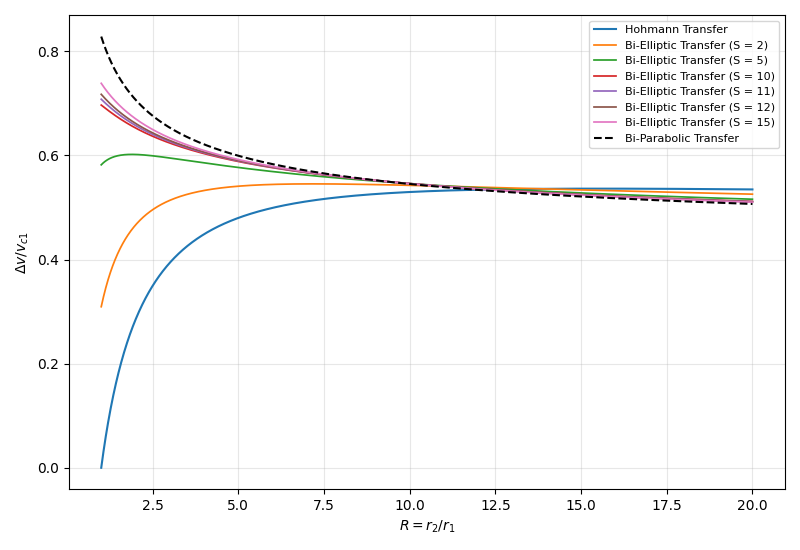 Hohmann Transfer
Bi-Elliptic Transfer (S = 2)
Bi-Elliptic Transfer (S = 5)
Bi-Elliptic Transfer (S = 10)
Bi-Elliptic Transfer (S = 11)
Bi-Elliptic Transfer (S = 12)
Bi-Elliptic Transfer (S = 15)
Bi-Parabolic Transfer
0.8
0.6
0.4
0.2
0.0
Δv/v_{c1}
2.5 5.0 7.5 10.0 12.5 15.0 17.5 20.0
R = r_2/r_1